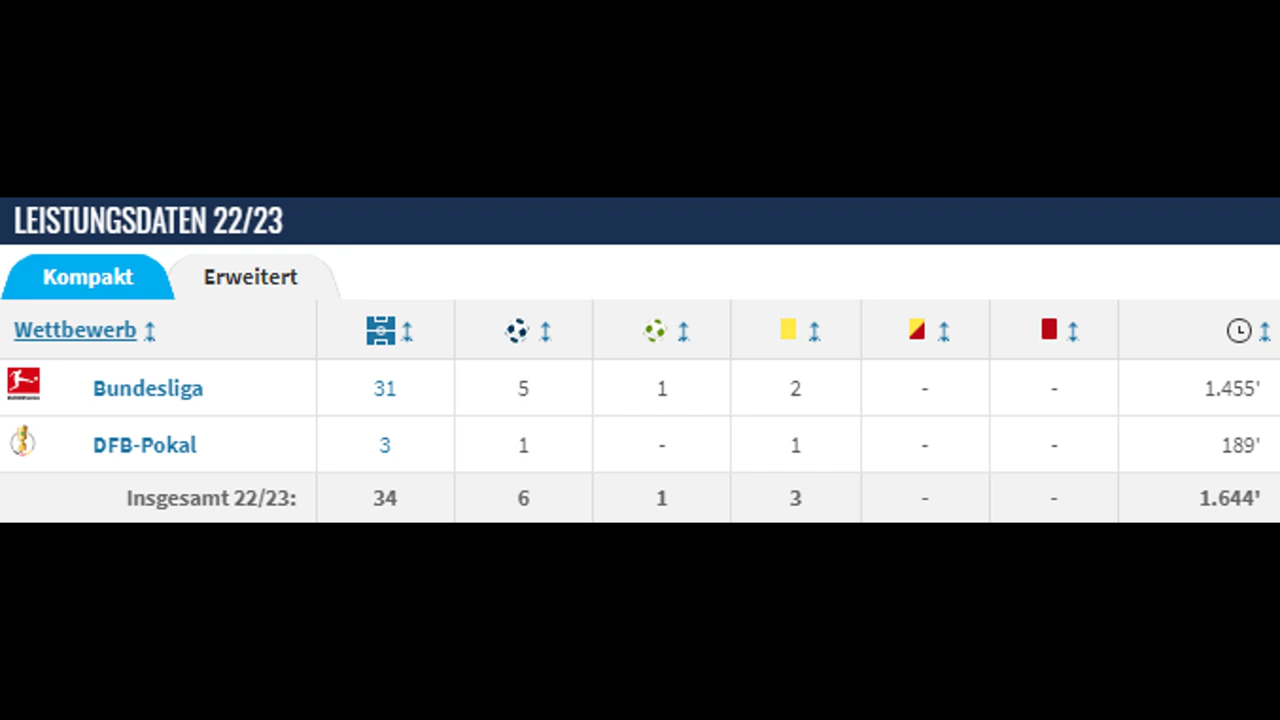 LEISTUNGSDATEN 22/23
Kompakt Erweitert
Wettbewerb
Bundesliga 31 5 1 2 - - 1.455'
DFB-Pokal 3 1 - 1 - - 189'
Insgesamt 22/23: 34 6 1 3 - - 1.644'